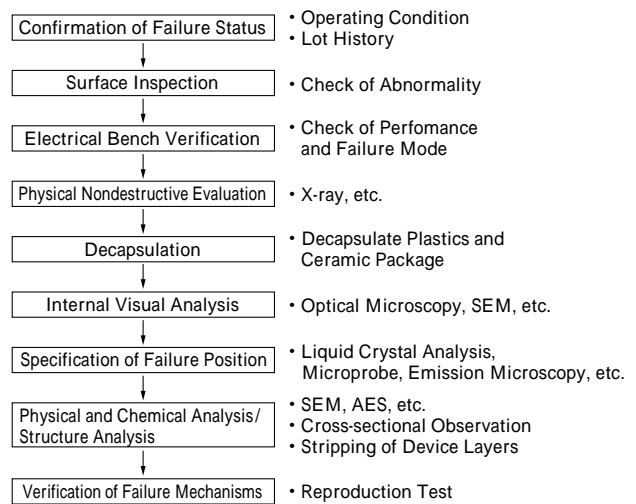 Confirmation of Failure Status
• Operating Condition
• Lot History
Surface Inspection
• Check of Abnormality
Electrical Bench Verification
• Check of Perfomance
and Failure Mode
Physical Nondestructive Evaluation
• X-ray, etc.
Decapsulation
• Decapsulate Plastics and
Ceramic Package
Internal Visual Analysis
• Optical Microscopy, SEM, etc.
Specification of Failure Position
• Liquid Crystal Analysis,
Microprobe, Emission Microscopy, etc.
Physical and Chemical Analysis/
Structure Analysis
• SEM, AES, etc.
• Cross-sectional Observation
• Stripping of Device Layers
Verification of Failure Mechanisms
• Reproduction Test